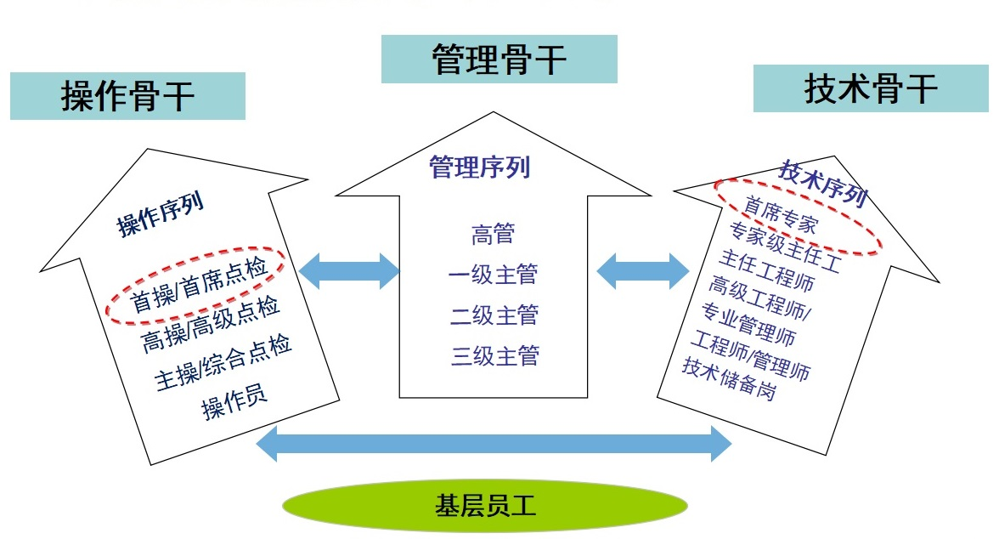 管理骨干
操作骨干
技术骨干
操作序列
首操/首席点检
高操/高级点检
主操/综合点检
操作员
管理序列
高管
一级主管
二级主管
三级主管
技术序列
首席专家
专家级主任工
主任工程师
高级工程师/
专业管理师
工程师/管理师
技术储备岗
基层员工